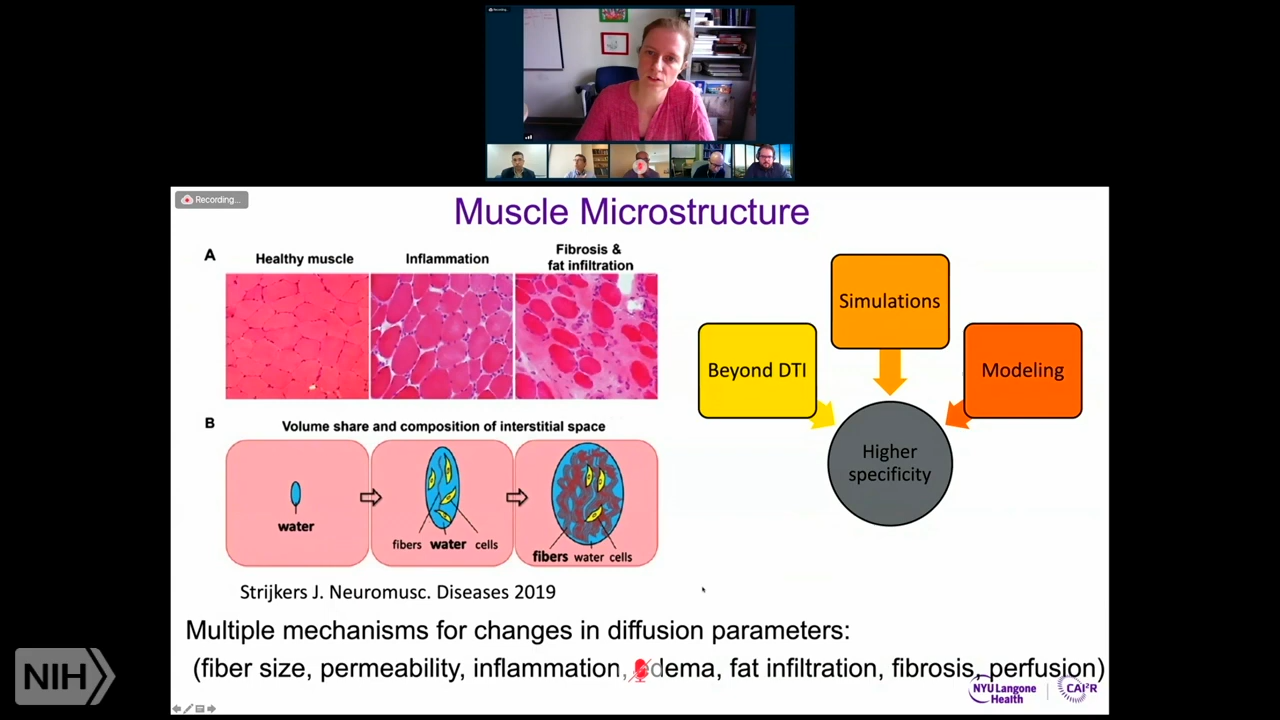 Recording...
Muscle Microstructure
A
Healthy muscle
Inflammation
Fibrosis &
fat infiltration
B
Volume share and composition of interstitial space
water
fibers water cells
fibers water cells
Strijkers J. Neuromusc. Diseases 2019
Simulations
Beyond DTI
Modeling
Higher
specificity
Multiple mechanisms for changes in diffusion parameters:
(fiber size, permeability, inflammation, edema, fat infiltration, fibrosis, perfusion)
NIH
NYU Langone
Health
CAI²R